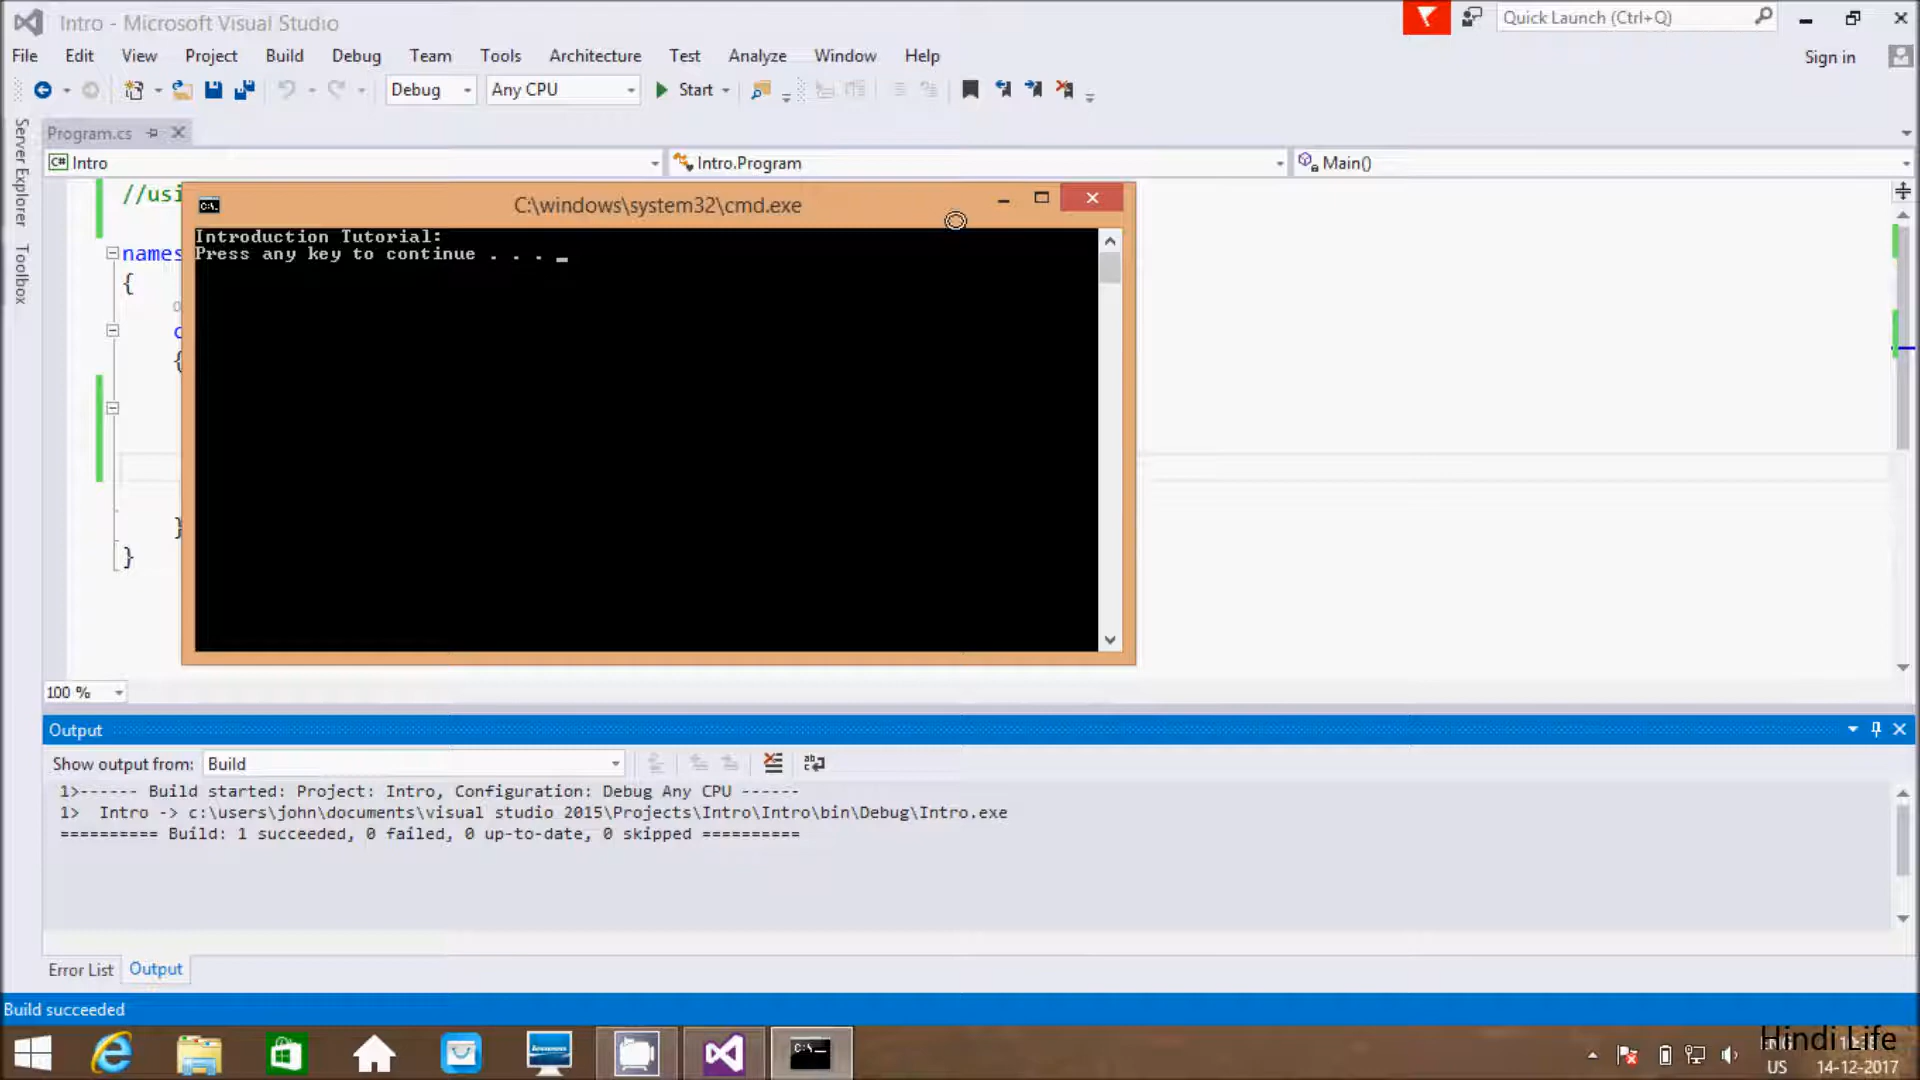 Intro - Microsoft Visual Studio
Quick Launch (Ctrl+Q)
File Edit View Project Build Debug Team Tools Architecture Test Analyze Window Help
Sign in
Debug Any CPU Start
Server Explorer
Toolbox
Program.cs
C# Intro
Intro.Program
Main()
//usi
names
{
c
{
}
}
C:\windows\system32\cmd.exe
Introduction Tutorial:
Press any key to continue . . . _
100 %
Output
Show output from: Build
1>------ Build started: Project: Intro, Configuration: Debug Any CPU ------
1>  Intro -> c:\users\john\documents\visual studio 2015\Projects\Intro\Intro\bin\Debug\Intro.exe
========== Build: 1 succeeded, 0 failed, 0 up-to-date, 0 skipped ==========
Error List Output
Build succeeded
Hindi Life
US 14-12-2017